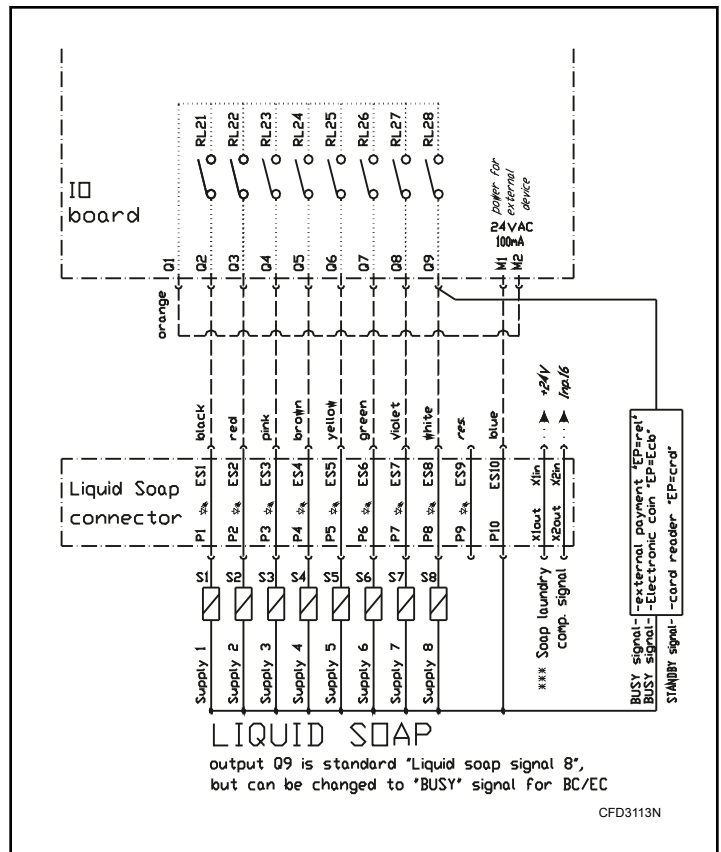 RL21 RL22 RL23 RL24 RL25 RL26 RL27 RL28
IO
board
power for
external
device
24VAC
100mA
Q1 Q2 Q3 Q4 Q5 Q6 Q7 Q8 Q9 M1 M2
orange
black red pink brown yellow green violet white res. blue
+24V
Inp.16
Liquid Soap
connector
ES1 ES2 ES3 ES4 ES5 ES6 ES7 ES8 ES9 ES10 X1in X2in
** ** ** ** ** ** ** **
P1 P2 P3 P4 P5 P6 P7 P8 P9 P10 X1out X2out
S1 S2 S3 S4 S5 S6 S7 S8
Supply 1
Supply 2
Supply 3
Supply 4
Supply 5
Supply 6
Supply 7
Supply 8
*** Soap laundry
comp. signal
BUSY signal- -external payment "EP=rel"
BUSY signal- -Electronic coin "EP=Ecb"
STANDBY signal- -card reader "EP=crd"
LIQUID SOAP
output Q9 is standard "Liquid soap signal 8",
but can be changed to "BUSY" signal for BC/EC
CFD3113N